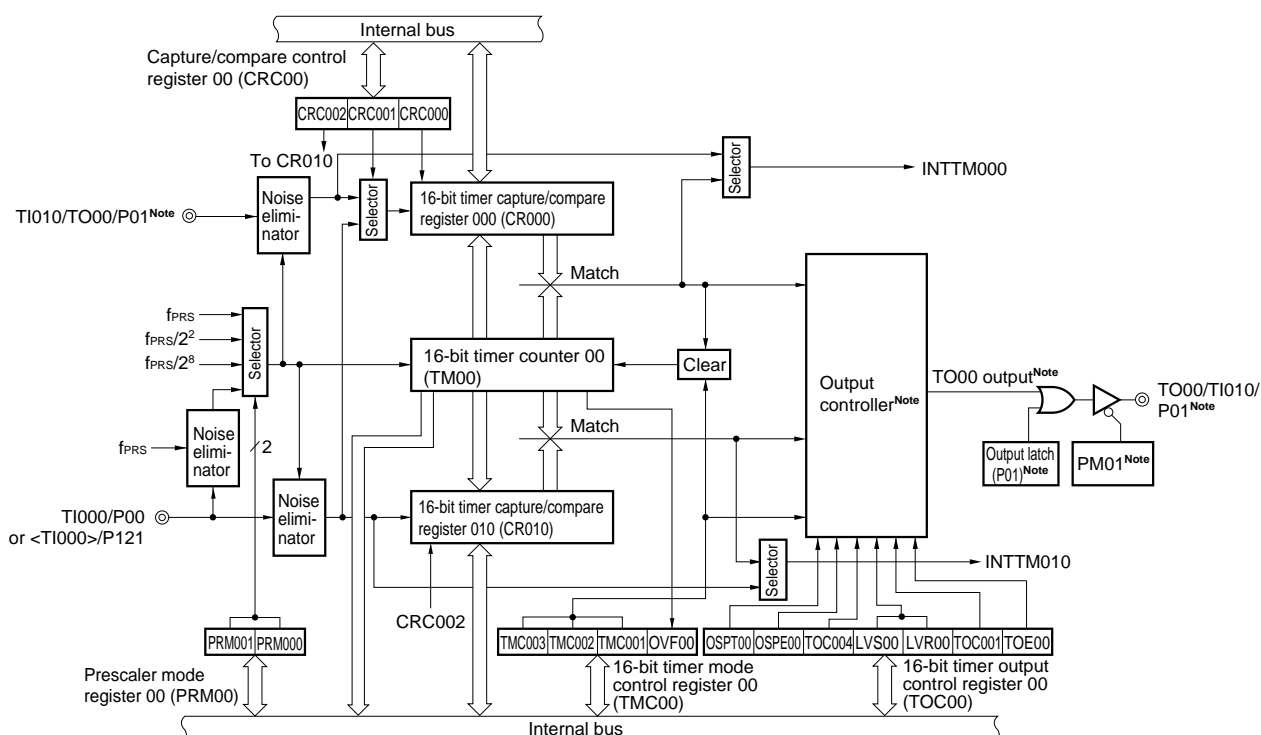 Internal bus
Capture/compare control
register 00 (CRC00)
CRC002 CRC001 CRC000
To CR010
Selector
INTTM000
Noise
elimi-
nator
Selector
16-bit timer capture/compare
register 000 (CR000)
TI010/TO00/P01Note
Match
fPRS
fPRS/2²
fPRS/2⁸
Selector
16-bit timer counter 00
(TM00)
Clear
Output
controllerNote
TO00 outputNote
TO00/TI010/
P01Note
Match
fPRS
Noise
elimi-
nator
2
Output latch
(P01)Note
PM01Note
TI000/P00
or <TI000>/P121
Noise
elimi-
nator
16-bit timer capture/compare
register 010 (CR010)
Selector
INTTM010
CRC002
PRM001 PRM000
TMC003 TMC002 TMC001 OVF00
OSPT00 OSPE00 TOC004 LVS00 LVR00 TOC001 TOE00
Prescaler mode
register 00 (PRM00)
16-bit timer mode
control register 00
(TMC00)
16-bit timer output
control register 00
(TOC00)
Internal bus